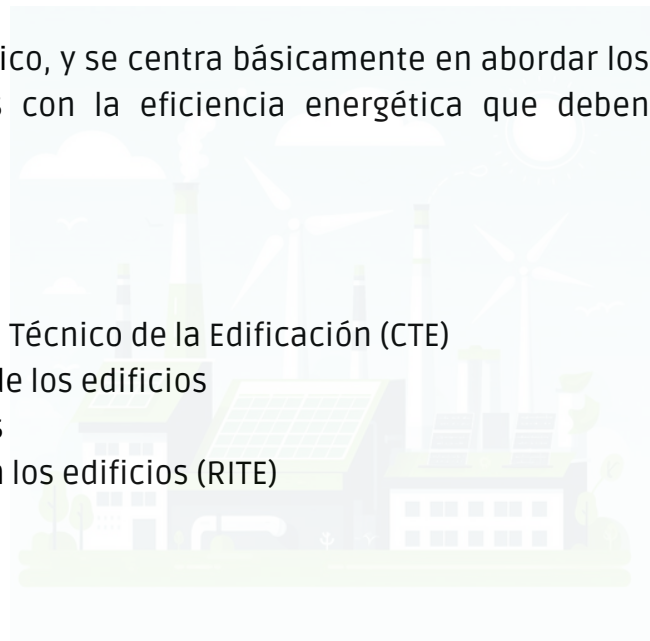 ico, y se centra básicamente en abordar los
con la eficiencia energética que deben
Técnico de la Edificación (CTE)
de los edificios
los edificios (RITE)